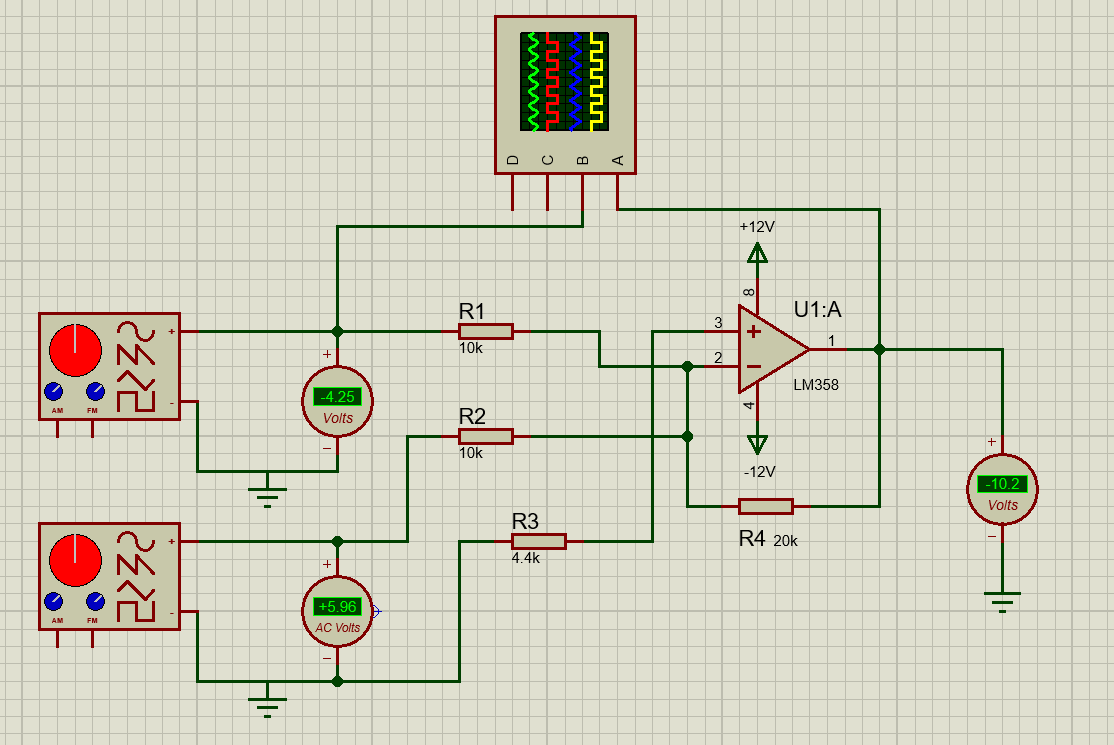 D C B A
+12V
8
U1:A
3
1
2
LM358
4
-12V
R1
10k
+
-
AM FM
+
-4.25
Volts
−
R2
10k
+
-10.2
Volts
−
R3
4.4k
R4 20k
+
-
AM FM
+
+5.96
AC Volts
−